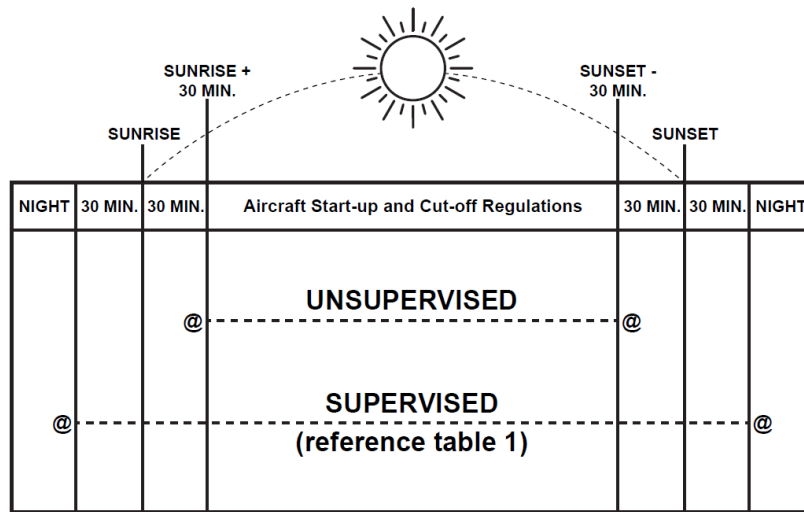 SUNRISE +
30 MIN.
SUNSET -
30 MIN.
SUNRISE
SUNSET
NIGHT 30 MIN. 30 MIN. Aircraft Start-up and Cut-off Regulations 30 MIN. 30 MIN. NIGHT
UNSUPERVISED
@ @
SUPERVISED
@ @
(reference table 1)